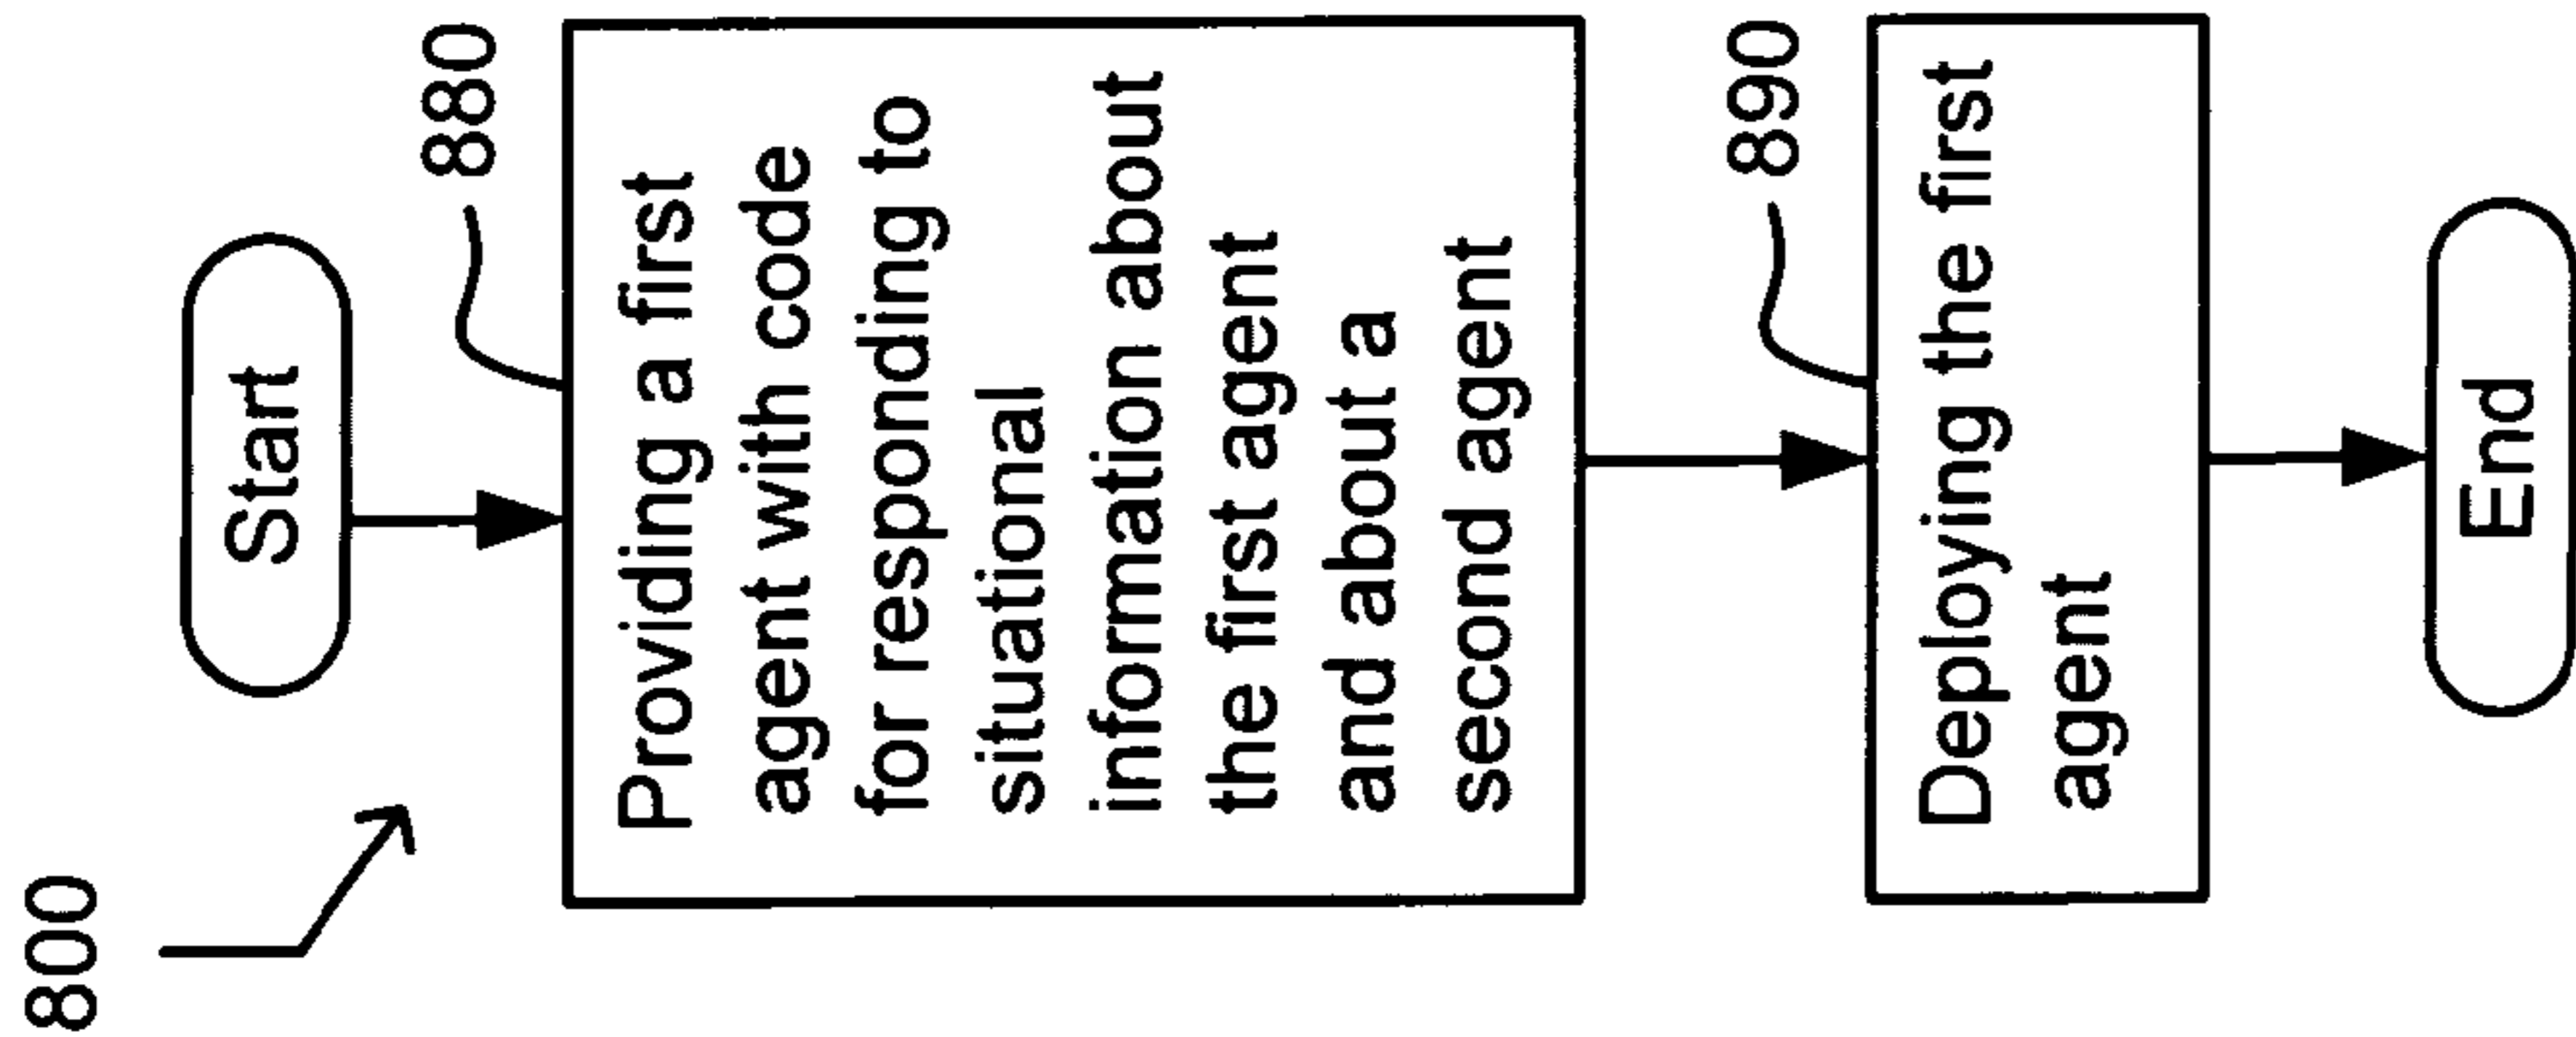 800
Start
880
Providing a first
agent with code
for responding to
situational
information about
the first agent
and about a
second agent
890
Deploying the first
agent
End